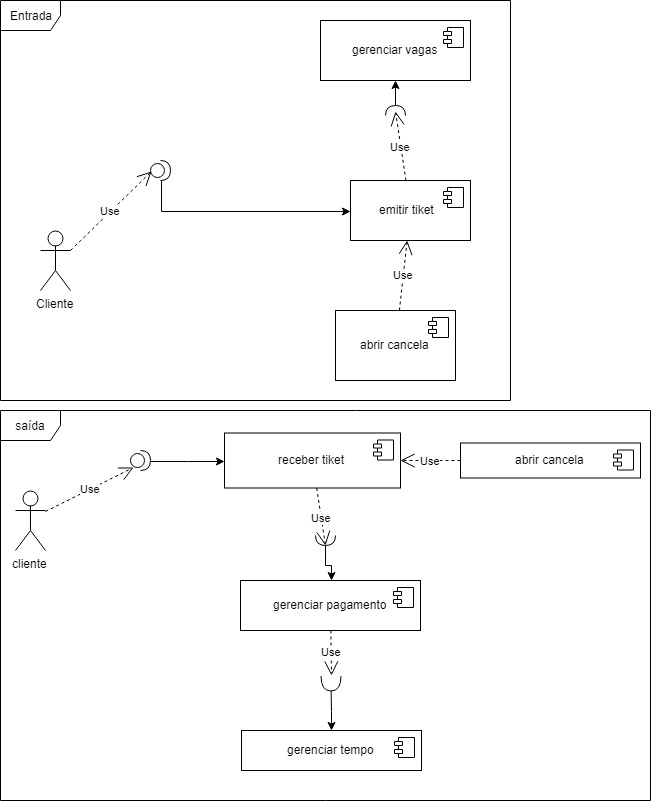 Entrada
gerenciar vagas
Use
Use
emitir tiket
Use
Cliente
abrir cancela
saída
receber tiket
Use
abrir cancela
Use
Use
cliente
gerenciar pagamento
Use
gerenciar tempo